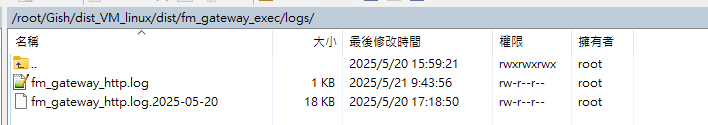 /root/Gish/dist_VM_linux/dist/fm_gateway_exec/logs/
名稱 大小 最後修改時間 權限 擁有者
.. 2025/5/20 15:59:21 rwxrwxrwx root
fm_gateway_http.log 1 KB 2025/5/21 9:43:56 rw-r--r-- root
fm_gateway_http.log.2025-05-20 18 KB 2025/5/20 17:18:50 rw-r--r-- root